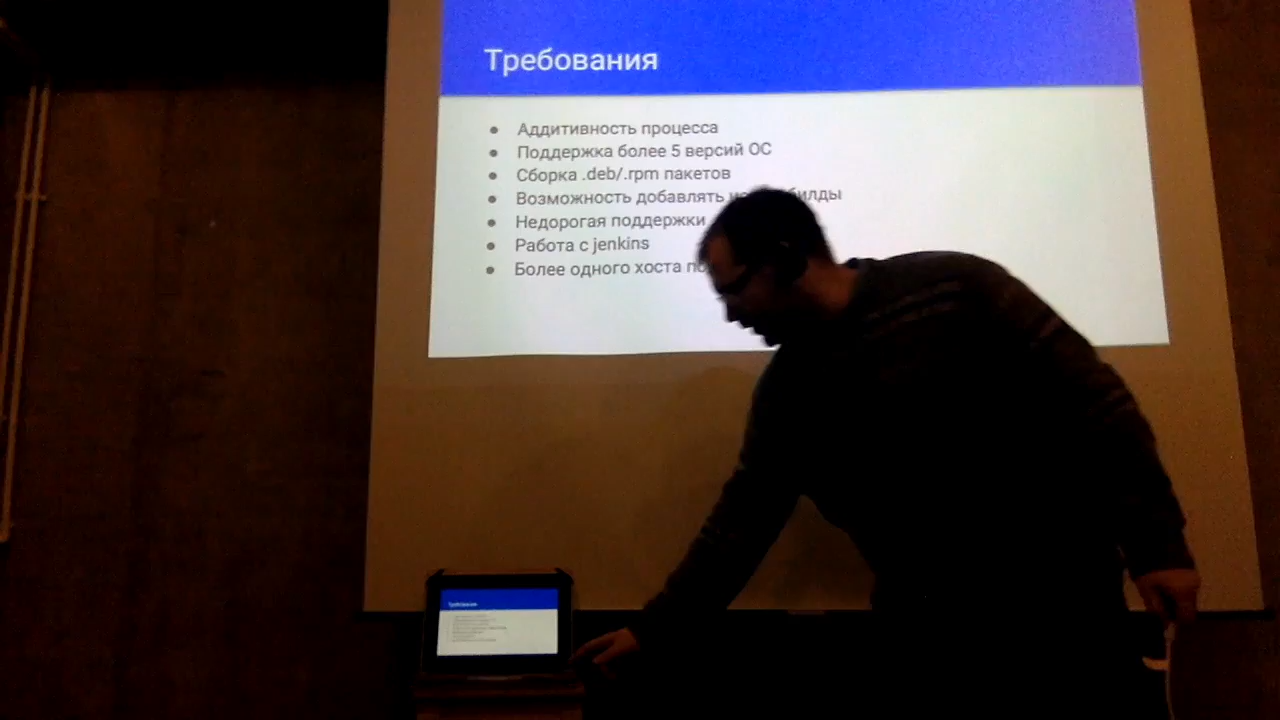 Требования
Аддитивность процесса
Поддержка более 5 версий ОС
Сборка .deb/.rpm пакетов
Возможность добавлять
Недорогая поддержки
Работа с jenkins
Более одного хоста
Требования